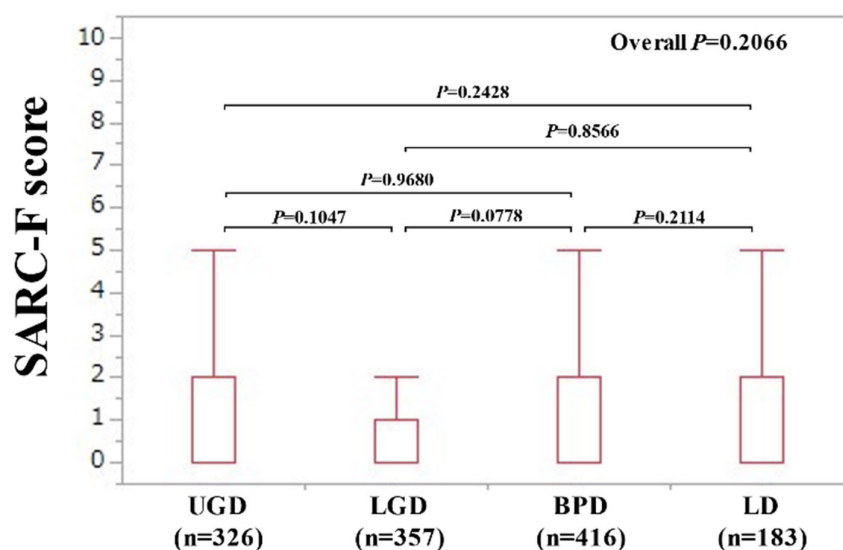 SARC-F score
10
9
8
7
6
5
4
3
2
1
0
Overall P=0.2066
P=0.2428
P=0.8566
P=0.9680
P=0.1047
P=0.0778
P=0.2114
UGD
(n=326)
LGD
(n=357)
BPD
(n=416)
LD
(n=183)